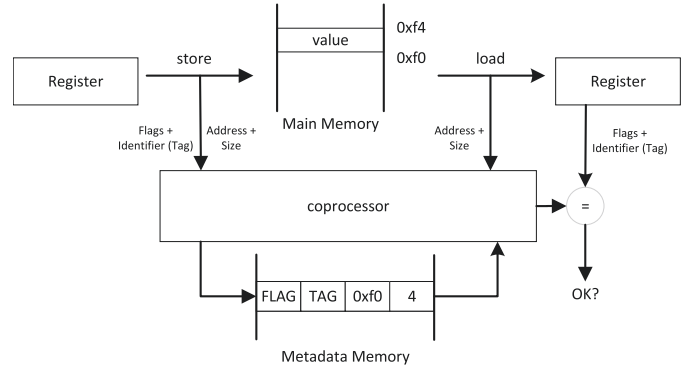 0xf4
value
0xf0
store
load
Register
Register
Main Memory
Flags +
Identifier (Tag)
Address +
Size
Address +
Size
Flags +
Identifier (Tag)
coprocessor
=
FLAG TAG 0xf0 4
OK?
Metadata Memory